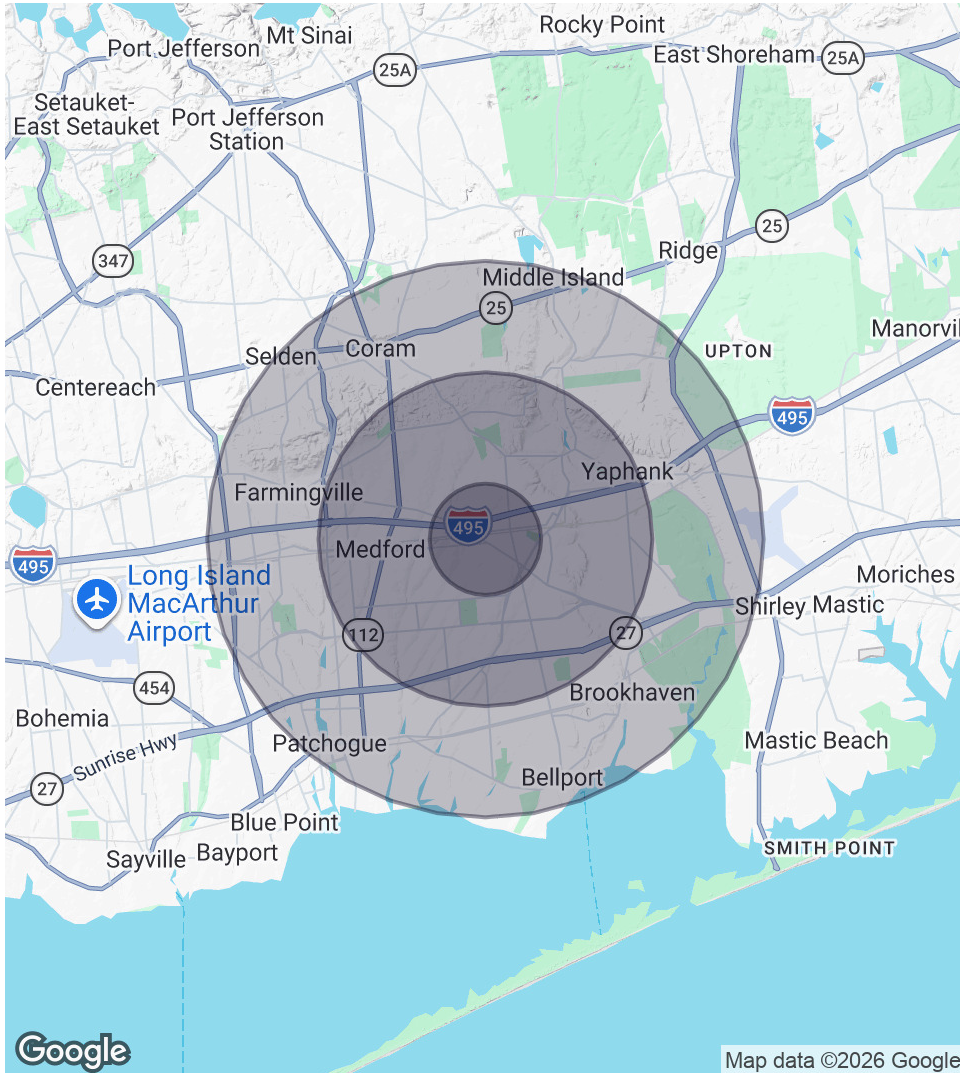 Mt Sinai
Rocky Point
Port Jefferson
East Shoreham
25A
25A
Setauket-
East Setauket
Port Jefferson
Station
25
347
Ridge
Middle Island
25
Manorvil
UPTON
Selden
Coram
Centereach
495
Yaphank
Farmingville
495
Medford
495
Long Island
MacArthur
Airport
Moriches
Shirley
Mastic
112
27
454
Brookhaven
Bohemia
Patchogue
Mastic Beach
Sunrise Hwy
Bellport
27
Blue Point
SMITH POINT
Sayville
Bayport
Google
Map data ©2026 Google